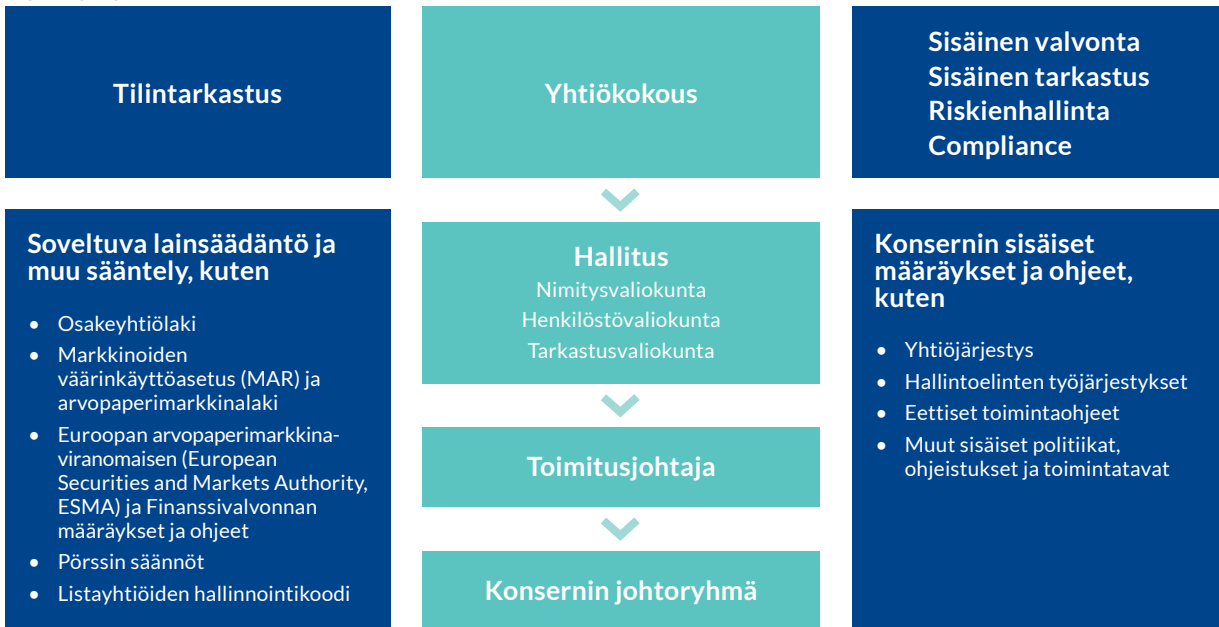 Tilintarkastus
Yhtiökokous
Sisäinen valvonta
Sisäinen tarkastus
Riskienhallinta
Compliance
Soveltuva lainsäädäntö ja
muu sääntely, kuten
• Osakeyhtiölaki
• Markkinoiden
väärinkäyttöasetus (MAR) ja
arvopaperimarkkinalaki
• Euroopan arvopaperimarkkina-
viranomaisen (European
Securities and Markets Authority,
ESMA) ja Finanssivalvonnan
määräykset ja ohjeet
• Pörssin säännöt
• Listayhtiöiden hallinnointikoodi
Hallitus
Nimitysvaliokunta
Henkilöstövaliokunta
Tarkastusvaliokunta
Toimitusjohtaja
Konsernin johtoryhmä
Konsernin sisäiset
määräykset ja ohjeet,
kuten
• Yhtiöjärjestys
• Hallintoelinten työjärjestykset
• Eettiset toimintaohjeet
• Muut sisäiset politiikat,
ohjeistukset ja toimintatavat